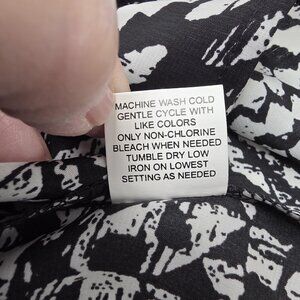 MACHINE WASH COLD
GENTLE CYCLE WITH
LIKE COLORS
ONLY NON-CHLORINE
BLEACH WHEN NEEDED
TUMBLE DRY LOW
IRON ON LOWEST
SETTING AS NEEDED